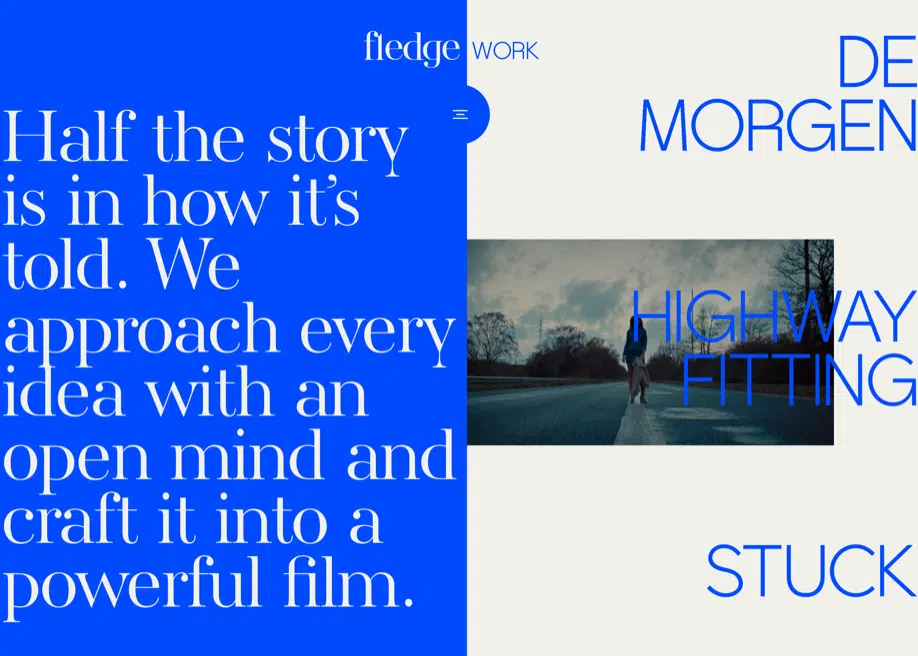 fledge
WORK
Half the story
is in how it’s
told. We
approach every
idea with an
open mind and
craft it into a
powerful film.
DE
MORGEN
HIGHWAY
FITTING
STUCK